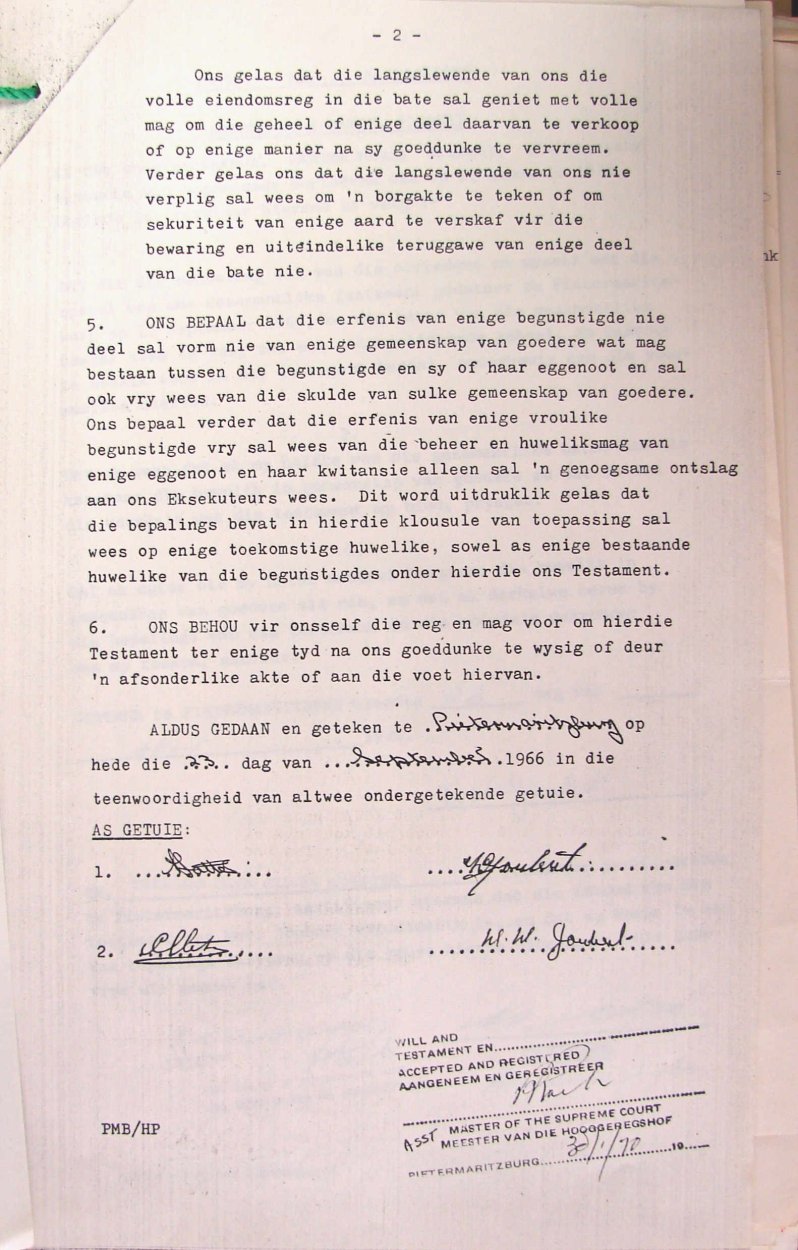 - 2 -
Ons gelas dat die langslewende van ons die
volle eiendomsreg in die bate sal geniet met volle
mag om die geheel of enige deel daarvan te verkoop
of op enige manier na sy goeddunke te vervreem.
Verder gelas ons dat die langslewende van ons nie
verplig sal wees om 'n borgakte te teken of om
sekuriteit van enige aard te verskaf vir die
bewaring en uiteindelike teruggawe van enige deel
van die bate nie.
5. ONS BEPAAL dat die erfenis van enige begunstigde nie
deel sal vorm nie van enige gemeenskap van goedere wat mag
bestaan tussen die begunstigde en sy of haar eggenoot en sal
ook vry wees van die skulde van sulke gemeenskap van goedere.
Ons bepaal verder dat die erfenis van enige vroulike
begunstigde vry sal wees van die beheer en huweliksmag van
enige eggenoot en haar kwitansie alleen sal 'n genoegsame ontslag
aan ons Eksekuteurs wees. Dit word uitdruklik gelas dat
die bepalings bevat in hierdie klousule van toepassing sal
wees op enige toekomstige huwelike, sowel as enige bestaande
huwelike van die begunstigdes onder hierdie ons Testament.
6. ONS BEHOU vir onsself die reg en mag voor om hierdie
Testament ter enige tyd na ons goeddunke te wysig of deur
'n afsonderlike akte of aan die voet hiervan.
ALDUS GEDAAN en geteken te .Pietermaritzburg op
hede die .23.. dag van ...September.1966 in die
teenwoordigheid van altwee ondergetekende getuie.
AS GETUIE:
1. Joubert
2. W. W. Joubert
WILL AND
TESTAMENT EN
ACCEPTED AND REGISTERED
AANGENEEM EN GEREGISTREER
ASST MASTER OF THE SUPREME COURT
MEESTER VAN DIE HOOGGEREGSHOF
PIETERMARITZBURG 30/1/70 19
PMB/HP